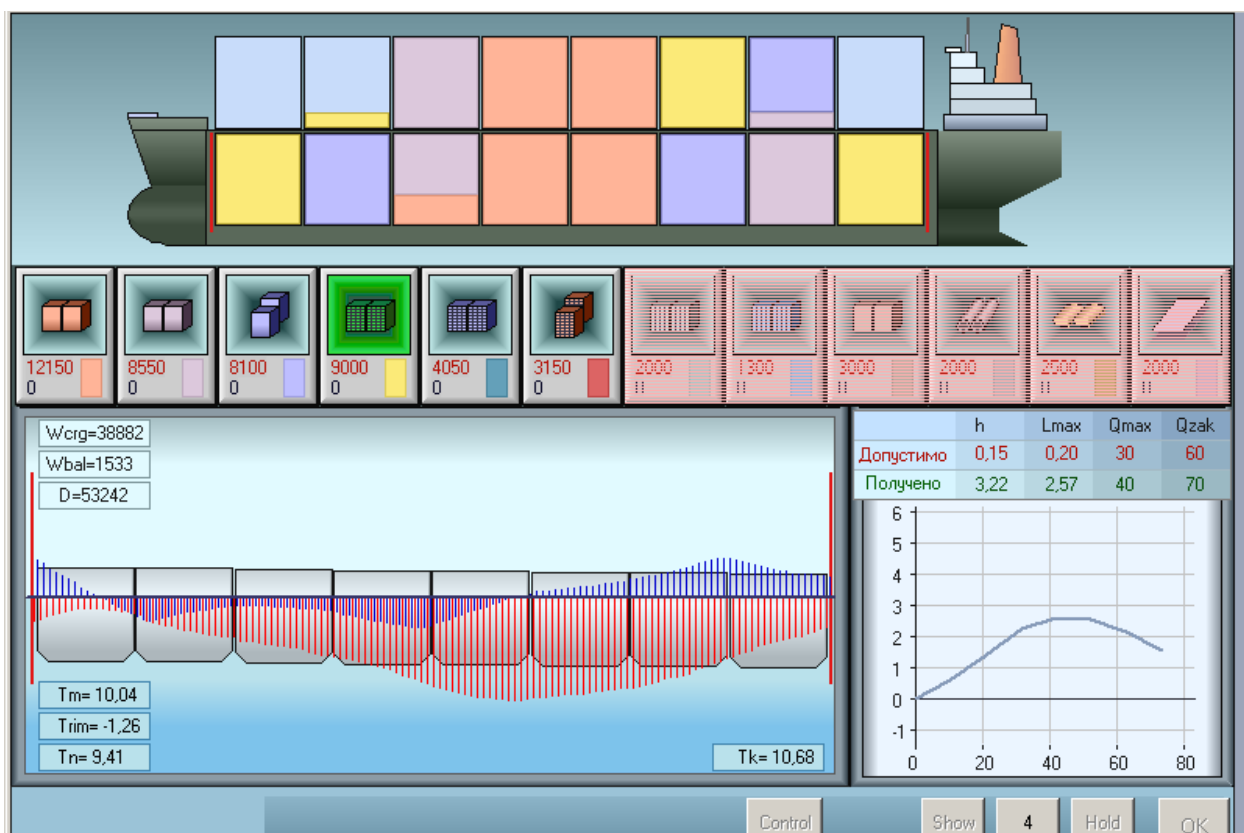 12150 8550 8100 9000 4050 3150 2000 1300 3000 2000 2500 2000
0 0 0 0 0 0
Wcrg=38882
Wbal=1533
D=53242
Tm= 10,04
Trim= -1,26
Tn= 9,41
Tk= 10,68
h Lmax Qmax Qzak
Допустимо 0,15 0,20 30 60
Получено 3,22 2,57 40 70
6
5
4
3
2
1
0
-1
0 20 40 60 80
Control Show 4 Hold OK